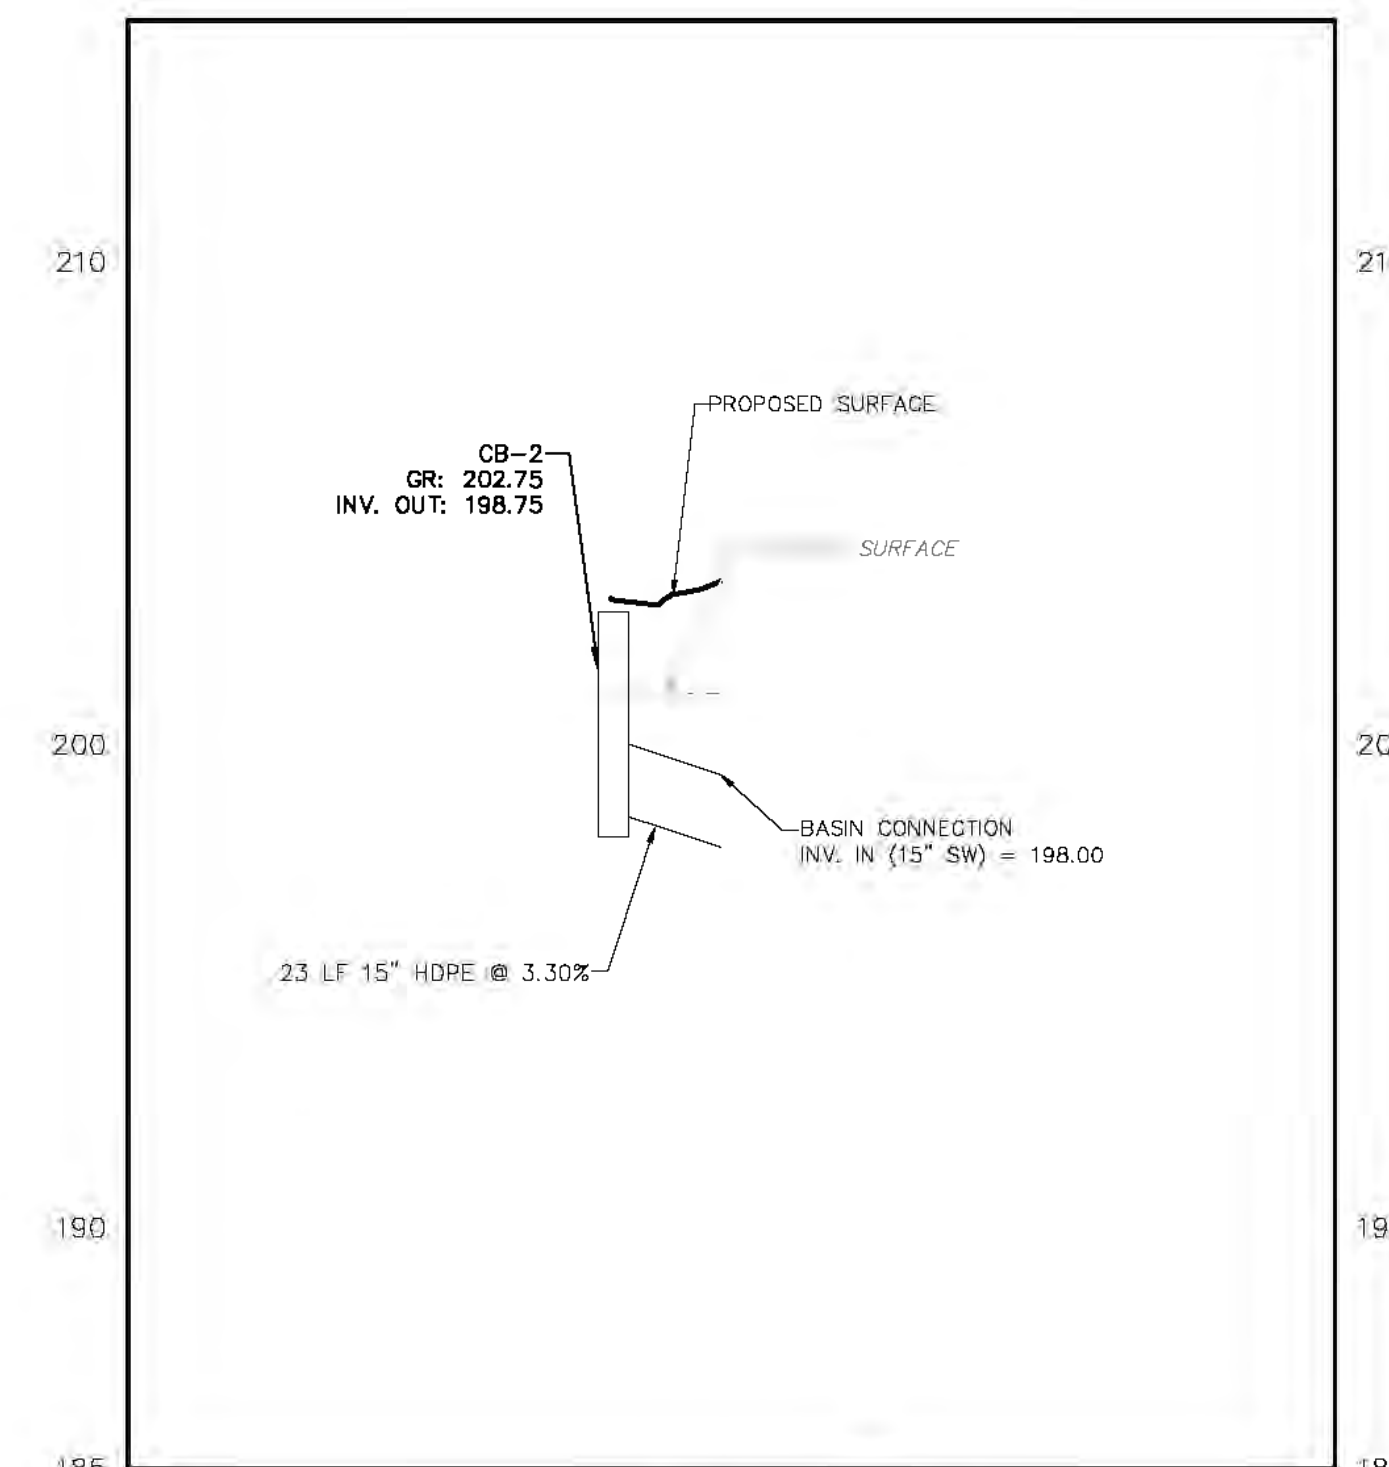 210
PROPOSED SURFACE
CB-2
GR: 202.75
INV. OUT: 198.75
SURFACE
200
BASIN CONNECTION
INV. IN (15" SW) = 198.00
23 LF 15" HDPE @ 3.30%
190